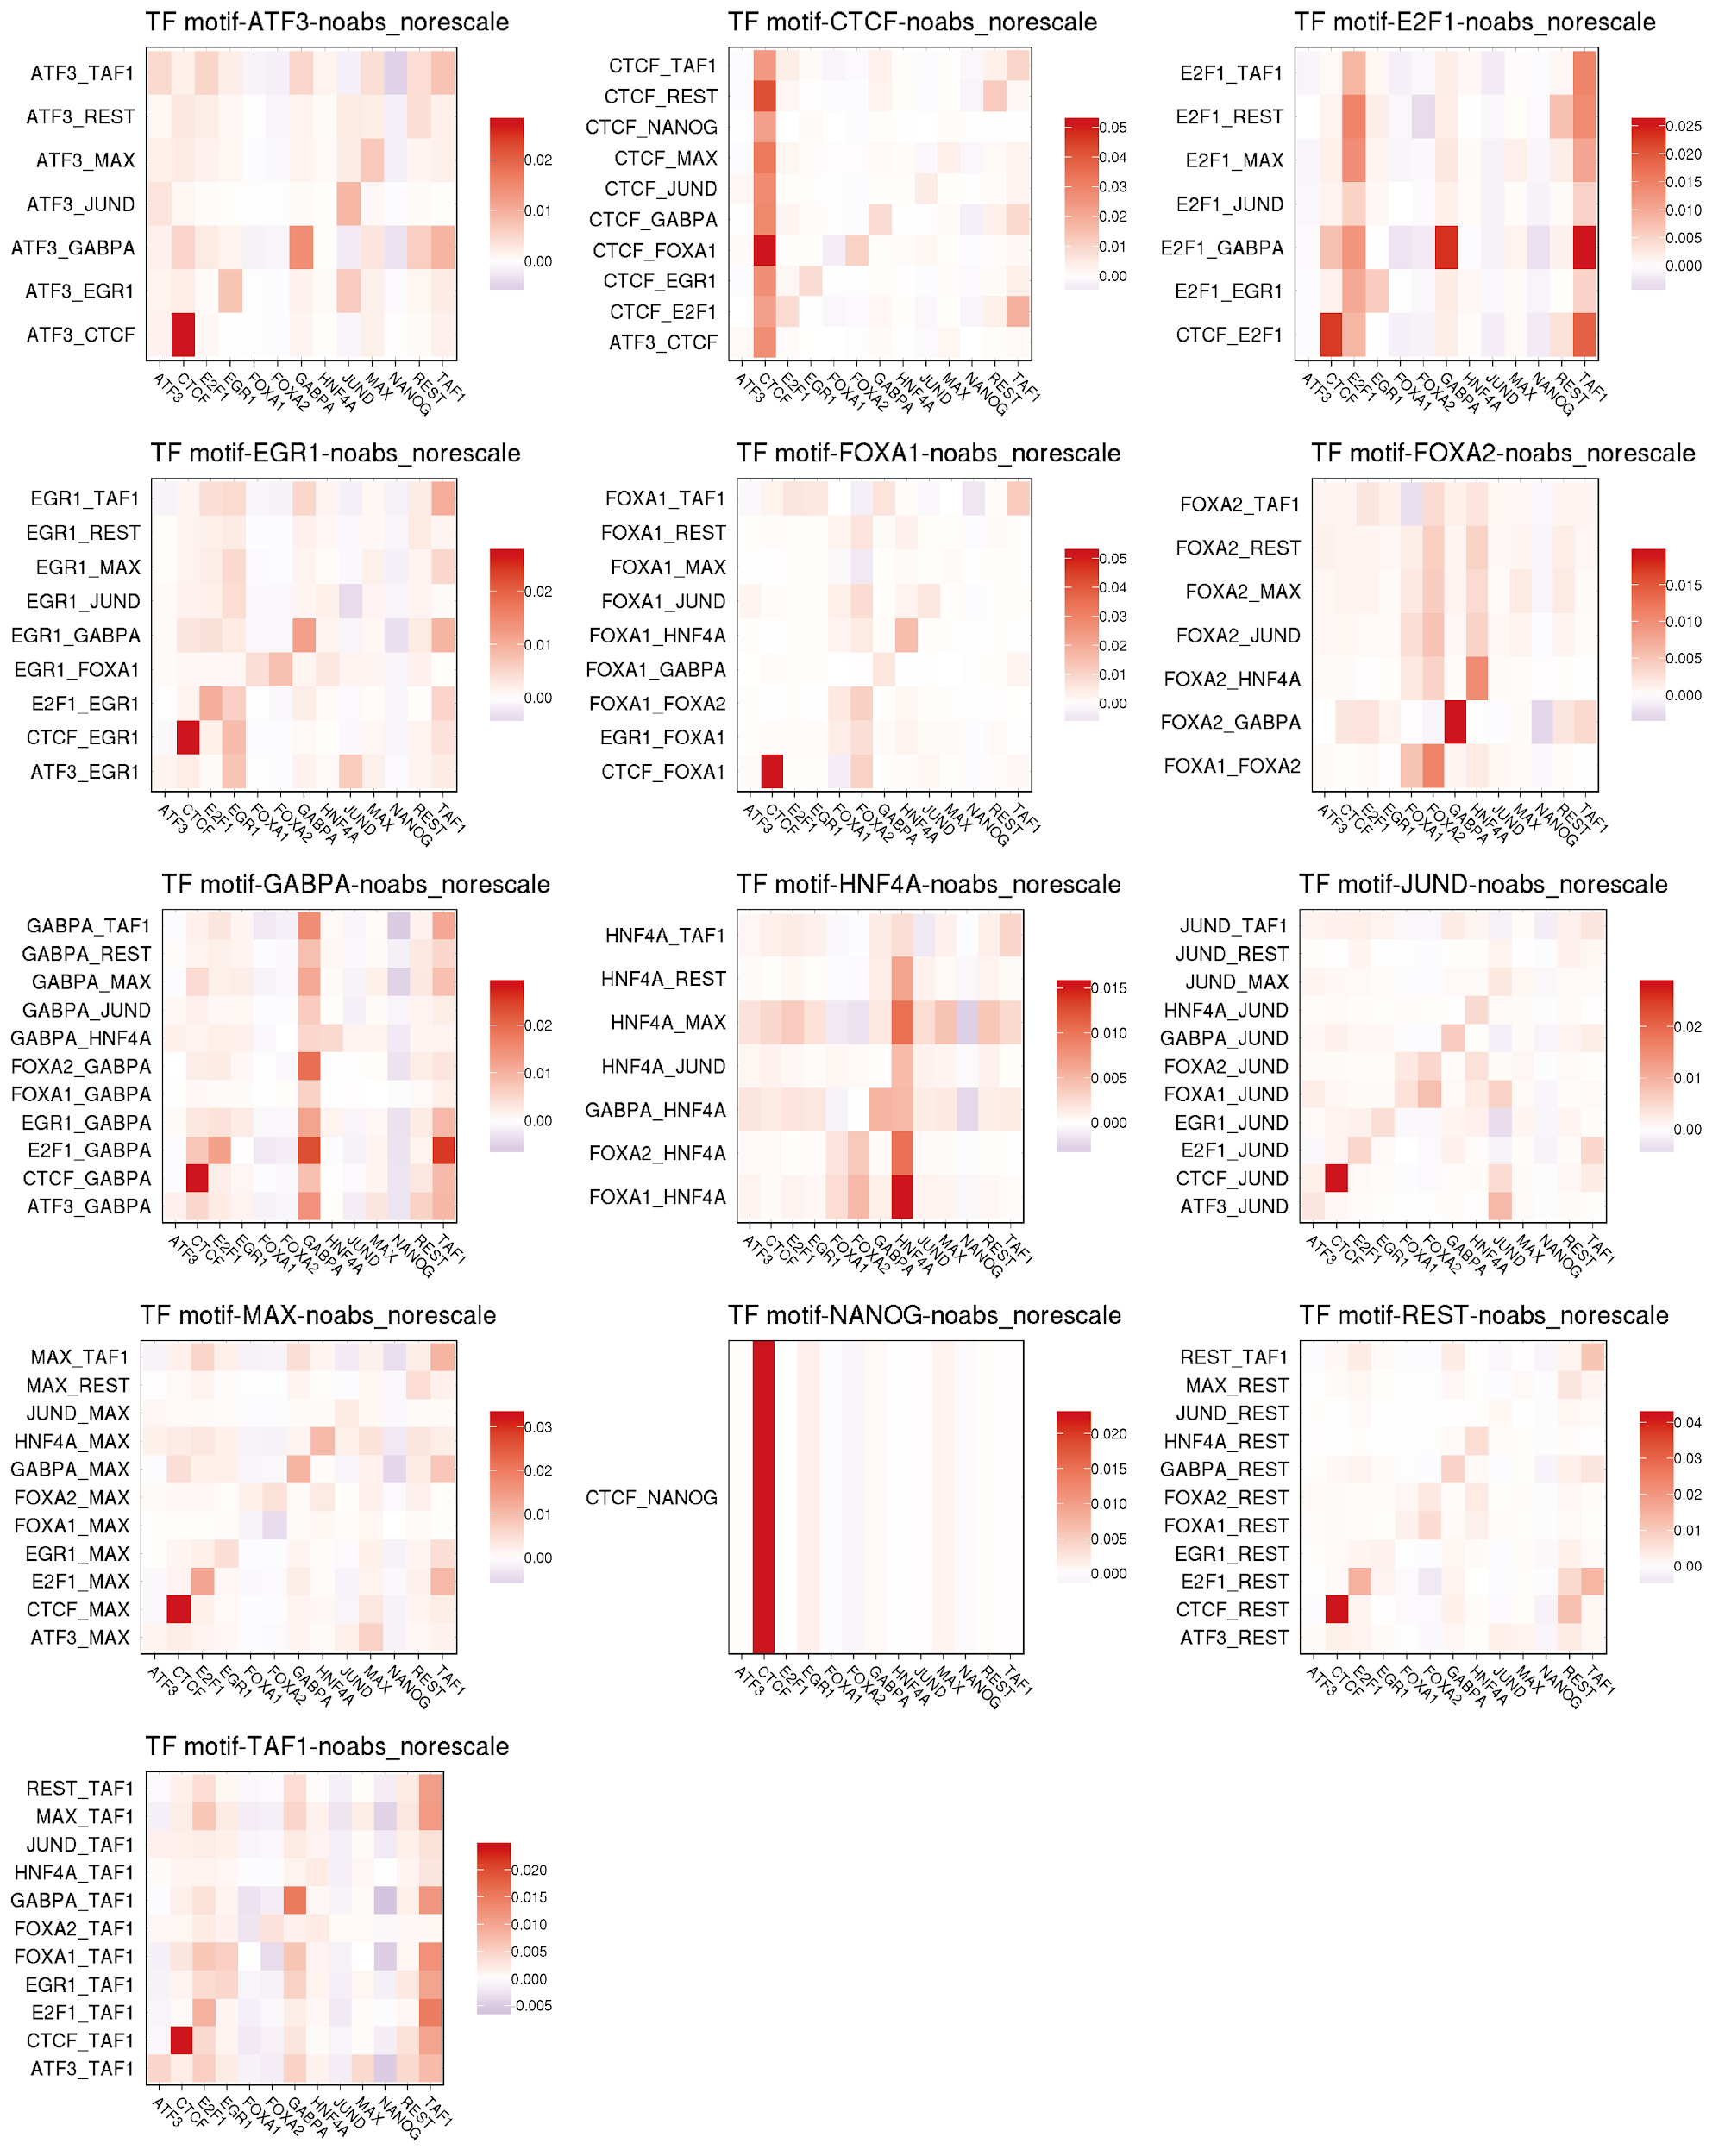 TF motif-ATF3-noabs_norescale
ATF3_TAF1
ATF3_REST
ATF3_MAX
ATF3_JUND
ATF3_GABPA
ATF3_EGR1
ATF3_CTCF
0.02
0.01
0.00
ATF3 CTCF E2F1 EGR1 FOXA1 FOXA2 GABPA HNF4A JUND MAX NANOG REST TAF1
TF motif-CTCF-noabs_norescale
CTCF_TAF1
CTCF_REST
CTCF_NANOG
CTCF_MAX
CTCF_JUND
CTCF_GABPA
CTCF_FOXA1
CTCF_EGR1
CTCF_E2F1
ATF3_CTCF
0.05
0.04
0.03
0.02
0.01
0.00
ATF3 CTCF E2F1 EGR1 FOXA1 FOXA2 GABPA HNF4A JUND MAX NANOG REST TAF1
TF motif-E2F1-noabs_norescale
E2F1_TAF1
E2F1_REST
E2F1_MAX
E2F1_JUND
E2F1_GABPA
E2F1_EGR1
CTCF_E2F1
0.025
0.020
0.015
0.010
0.005
0.000
ATF3 CTCF E2F1 EGR1 FOXA1 FOXA2 GABPA HNF4A JUND MAX NANOG REST TAF1
TF motif-EGR1-noabs_norescale
EGR1_TAF1
EGR1_REST
EGR1_MAX
EGR1_JUND
EGR1_GABPA
EGR1_FOXA1
E2F1_EGR1
CTCF_EGR1
ATF3_EGR1
0.02
0.01
0.00
ATF3 CTCF E2F1 EGR1 FOXA1 FOXA2 GABPA HNF4A JUND MAX NANOG REST TAF1
TF motif-FOXA1-noabs_norescale
FOXA1_TAF1
FOXA1_REST
FOXA1_MAX
FOXA1_JUND
FOXA1_HNF4A
FOXA1_GABPA
FOXA1_FOXA2
EGR1_FOXA1
CTCF_FOXA1
0.05
0.04
0.03
0.02
0.01
0.00
ATF3 CTCF E2F1 EGR1 FOXA1 FOXA2 GABPA HNF4A JUND MAX NANOG REST TAF1
TF motif-FOXA2-noabs_norescale
FOXA2_TAF1
FOXA2_REST
FOXA2_MAX
FOXA2_JUND
FOXA2_HNF4A
FOXA2_GABPA
FOXA1_FOXA2
0.015
0.010
0.005
0.000
ATF3 CTCF E2F1 EGR1 FOXA1 FOXA2 GABPA HNF4A JUND MAX NANOG REST TAF1
TF motif-GABPA-noabs_norescale
GABPA_TAF1
GABPA_REST
GABPA_MAX
GABPA_JUND
GABPA_HNF4A
FOXA2_GABPA
FOXA1_GABPA
EGR1_GABPA
E2F1_GABPA
CTCF_GABPA
ATF3_GABPA
0.02
0.01
0.00
ATF3 CTCF E2F1 EGR1 FOXA1 FOXA2 GABPA HNF4A JUND MAX NANOG REST TAF1
TF motif-HNF4A-noabs_norescale
HNF4A_TAF1
HNF4A_REST
HNF4A_MAX
HNF4A_JUND
GABPA_HNF4A
FOXA2_HNF4A
FOXA1_HNF4A
0.015
0.010
0.005
0.000
ATF3 CTCF E2F1 EGR1 FOXA1 FOXA2 GABPA HNF4A JUND MAX NANOG REST TAF1
TF motif-JUND-noabs_norescale
JUND_TAF1
JUND_REST
JUND_MAX
HNF4A_JUND
GABPA_JUND
FOXA2_JUND
FOXA1_JUND
EGR1_JUND
E2F1_JUND
CTCF_JUND
ATF3_JUND
0.02
0.01
0.00
ATF3 CTCF E2F1 EGR1 FOXA1 FOXA2 GABPA HNF4A JUND MAX NANOG REST TAF1
TF motif-MAX-noabs_norescale
MAX_TAF1
MAX_REST
JUND_MAX
HNF4A_MAX
GABPA_MAX
FOXA2_MAX
FOXA1_MAX
EGR1_MAX
E2F1_MAX
CTCF_MAX
ATF3_MAX
0.03
0.02
0.01
0.00
ATF3 CTCF E2F1 EGR1 FOXA1 FOXA2 GABPA HNF4A JUND MAX NANOG REST TAF1
TF motif-NANOG-noabs_norescale
CTCF_NANOG
0.020
0.015
0.010
0.005
0.000
ATF3 CTCF E2F1 EGR1 FOXA1 FOXA2 GABPA HNF4A JUND MAX NANOG REST TAF1
TF motif-REST-noabs_norescale
REST_TAF1
MAX_REST
JUND_REST
HNF4A_REST
GABPA_REST
FOXA2_REST
FOXA1_REST
EGR1_REST
E2F1_REST
CTCF_REST
ATF3_REST
0.04
0.03
0.02
0.01
0.00
ATF3 CTCF E2F1 EGR1 FOXA1 FOXA2 GABPA HNF4A JUND MAX NANOG REST TAF1
TF motif-TAF1-noabs_norescale
REST_TAF1
MAX_TAF1
JUND_TAF1
HNF4A_TAF1
GABPA_TAF1
FOXA2_TAF1
FOXA1_TAF1
EGR1_TAF1
E2F1_TAF1
CTCF_TAF1
ATF3_TAF1
0.020
0.015
0.010
0.005
0.000
-0.005
ATF3 CTCF E2F1 EGR1 FOXA1 FOXA2 GABPA HNF4A JUND MAX NANOG REST TAF1